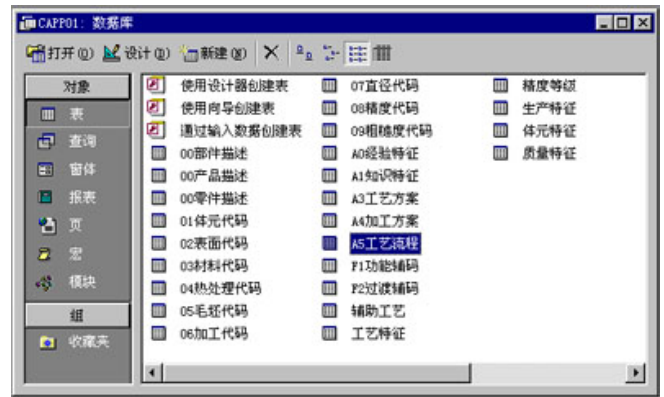 CAPP01: 数据库
打开(O) 设计(D) 新建(N)
对象
表
查询
窗体
报表
页
宏
模块
组
收藏夹
使用设计器创建表
使用向导创建表
通过输入数据创建表
00部件描述
00产品描述
00零件描述
01体元代码
02表面代码
03材料代码
04热处理代码
05毛坯代码
06加工代码
07直径代码
08精度代码
09粗糙度代码
A0经验特征
A1知识特征
A3工艺方案
A4加工方案
A5工艺流程
F1功能辅码
F2过渡辅码
辅助工艺
工艺特征
精度等级
生产特征
体元特征
质量特征